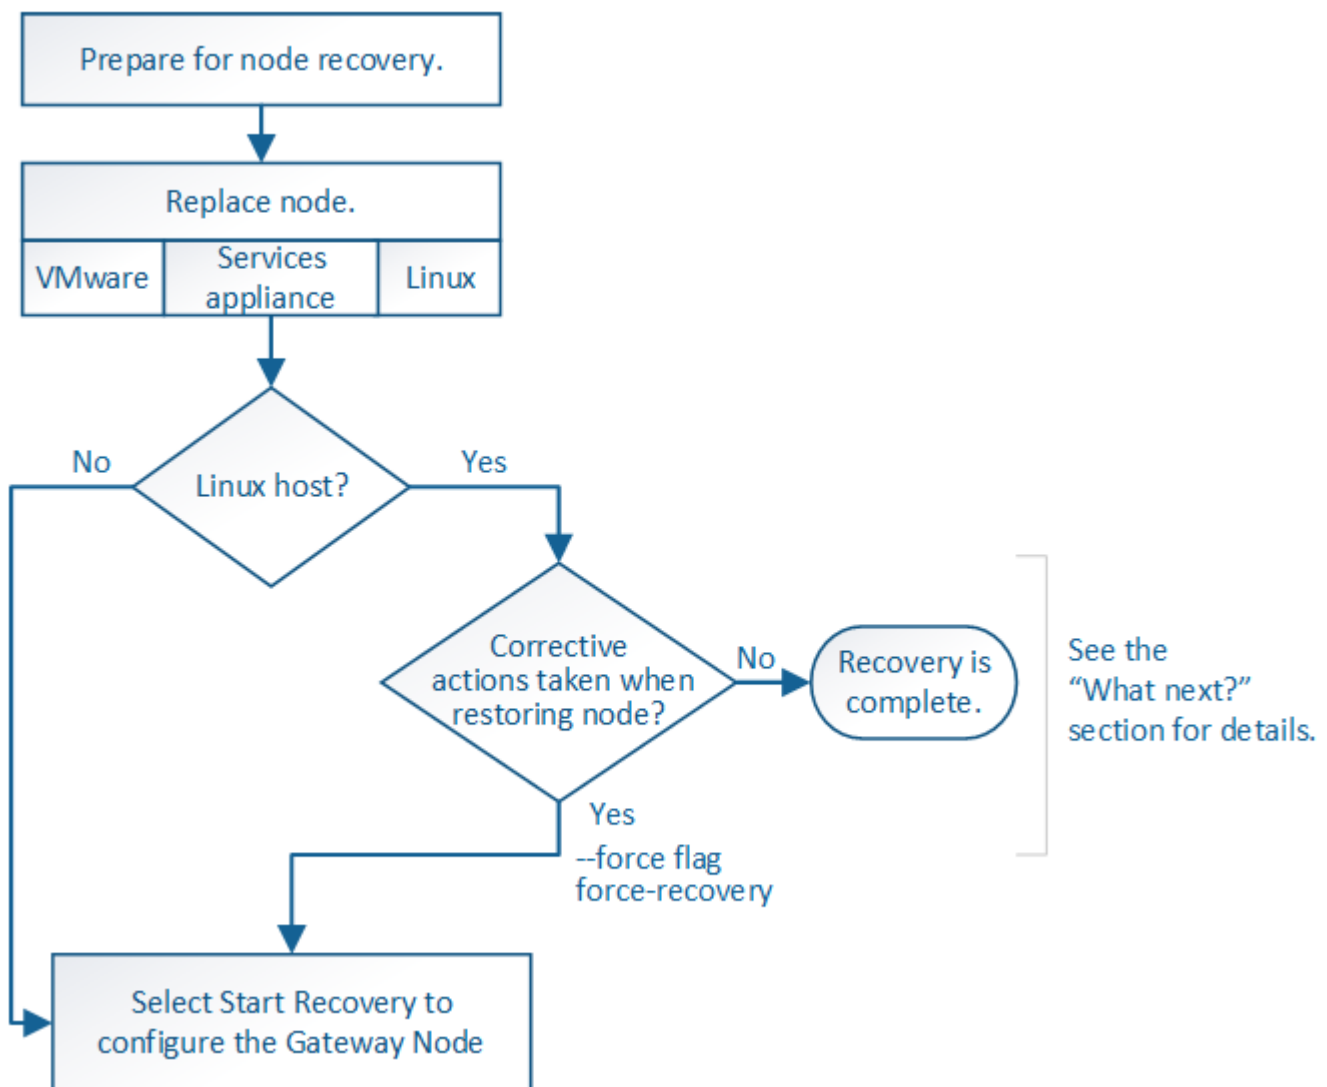 Prepare for node recovery.
Replace node.
VMware
Services
appliance
Linux
Linux host?
No
Yes
Corrective
actions taken when
restoring node?
No
Recovery is
complete.
See the
“What next?”
section for details.
Yes
--force flag
force-recovery
Select Start Recovery to
configure the Gateway Node